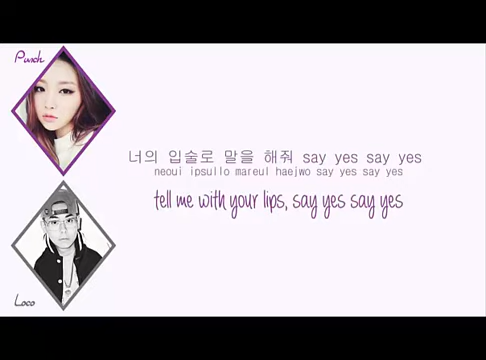 Punch
너의 입술로 말을 해줘 say yes say yes
neoui ipsullo mareul haejwo say yes say yes
tell me with your lips, say yes say yes
Loco